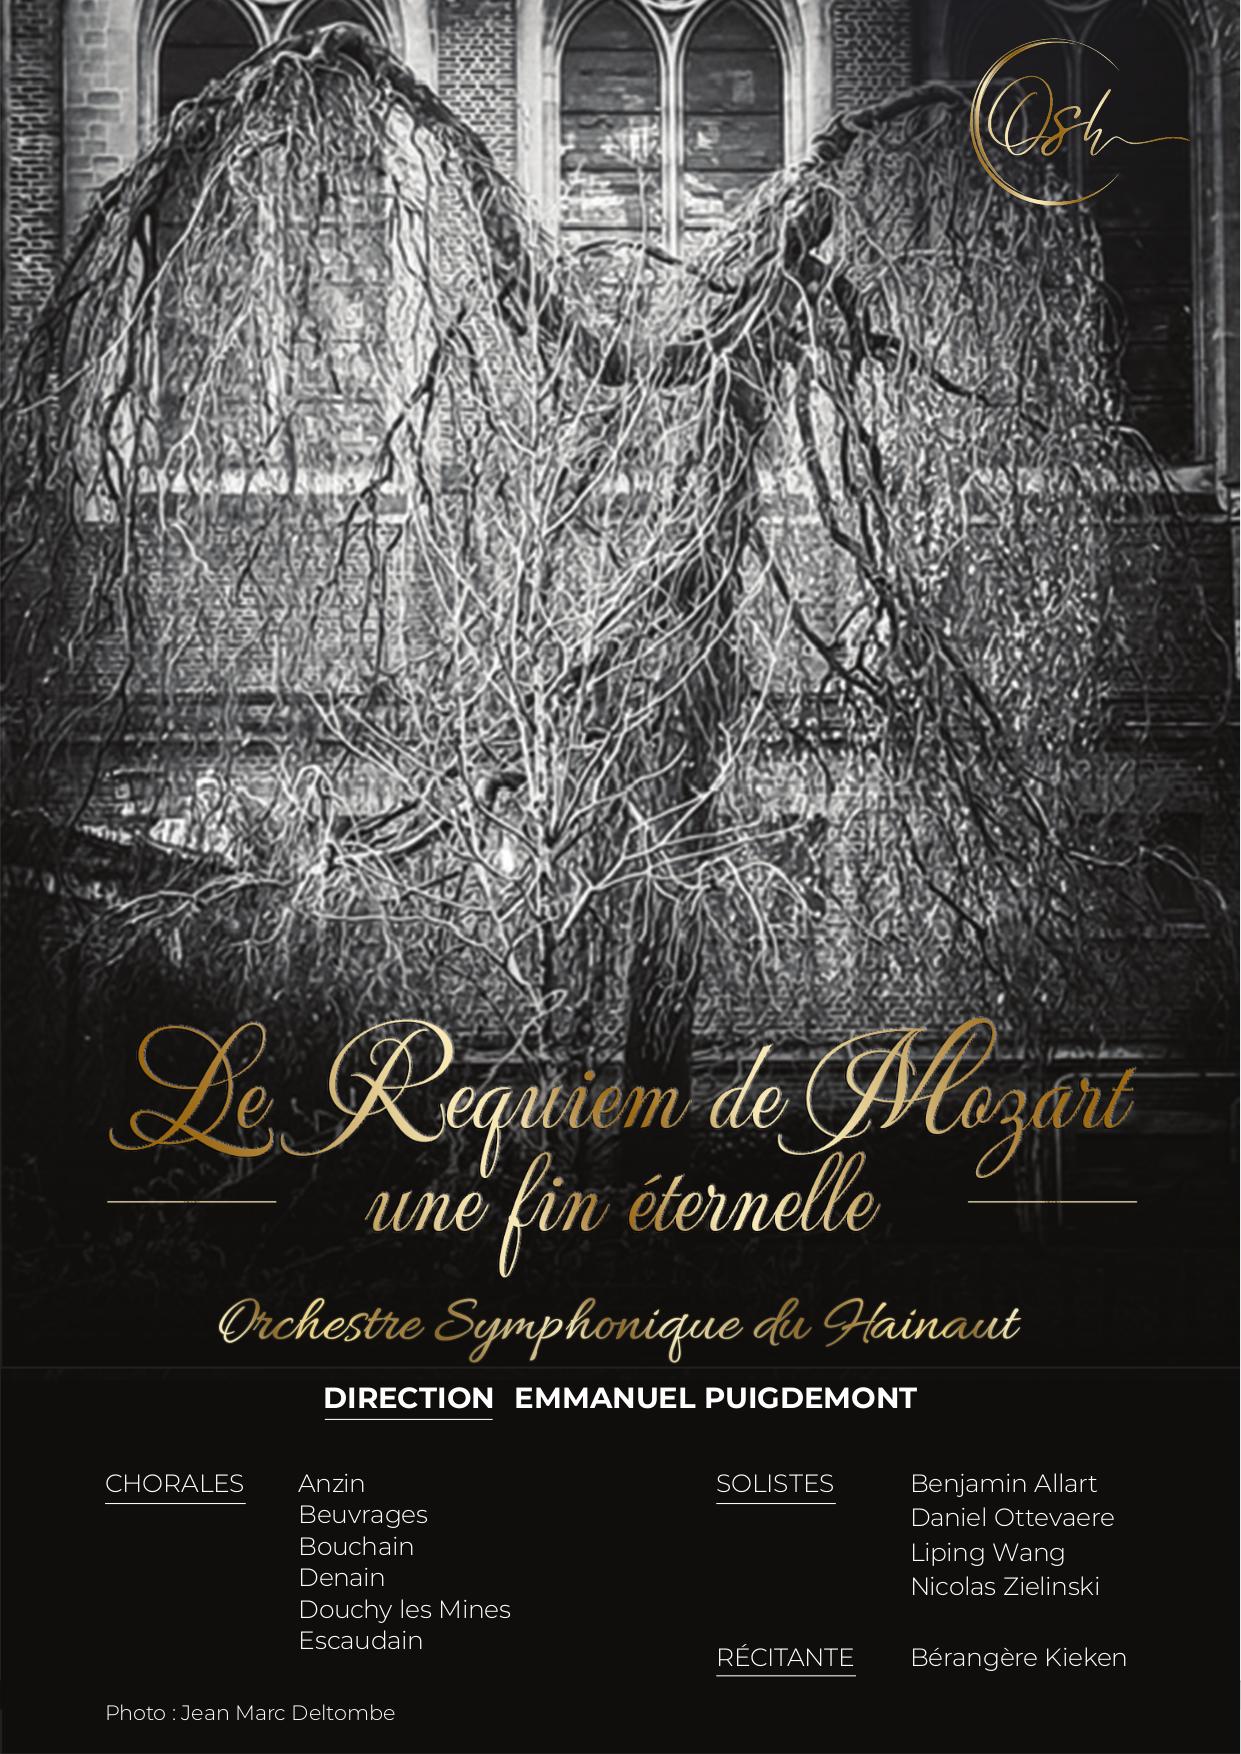 Osh
Le Requiem de Mozart
une fin éternelle
Orchestre Symphonique du Hainaut
DIRECTION EMMANUEL PUIGDEMONT
CHORALES
Anzin
Beuvrages
Bouchain
Denain
Douchy les Mines
Escaudain
SOLISTES
Benjamin Allart
Daniel Ottevaere
Liping Wang
Nicolas Zielinski
RÉCITANTE
Bérangère Kieken
Photo : Jean Marc Deltombe